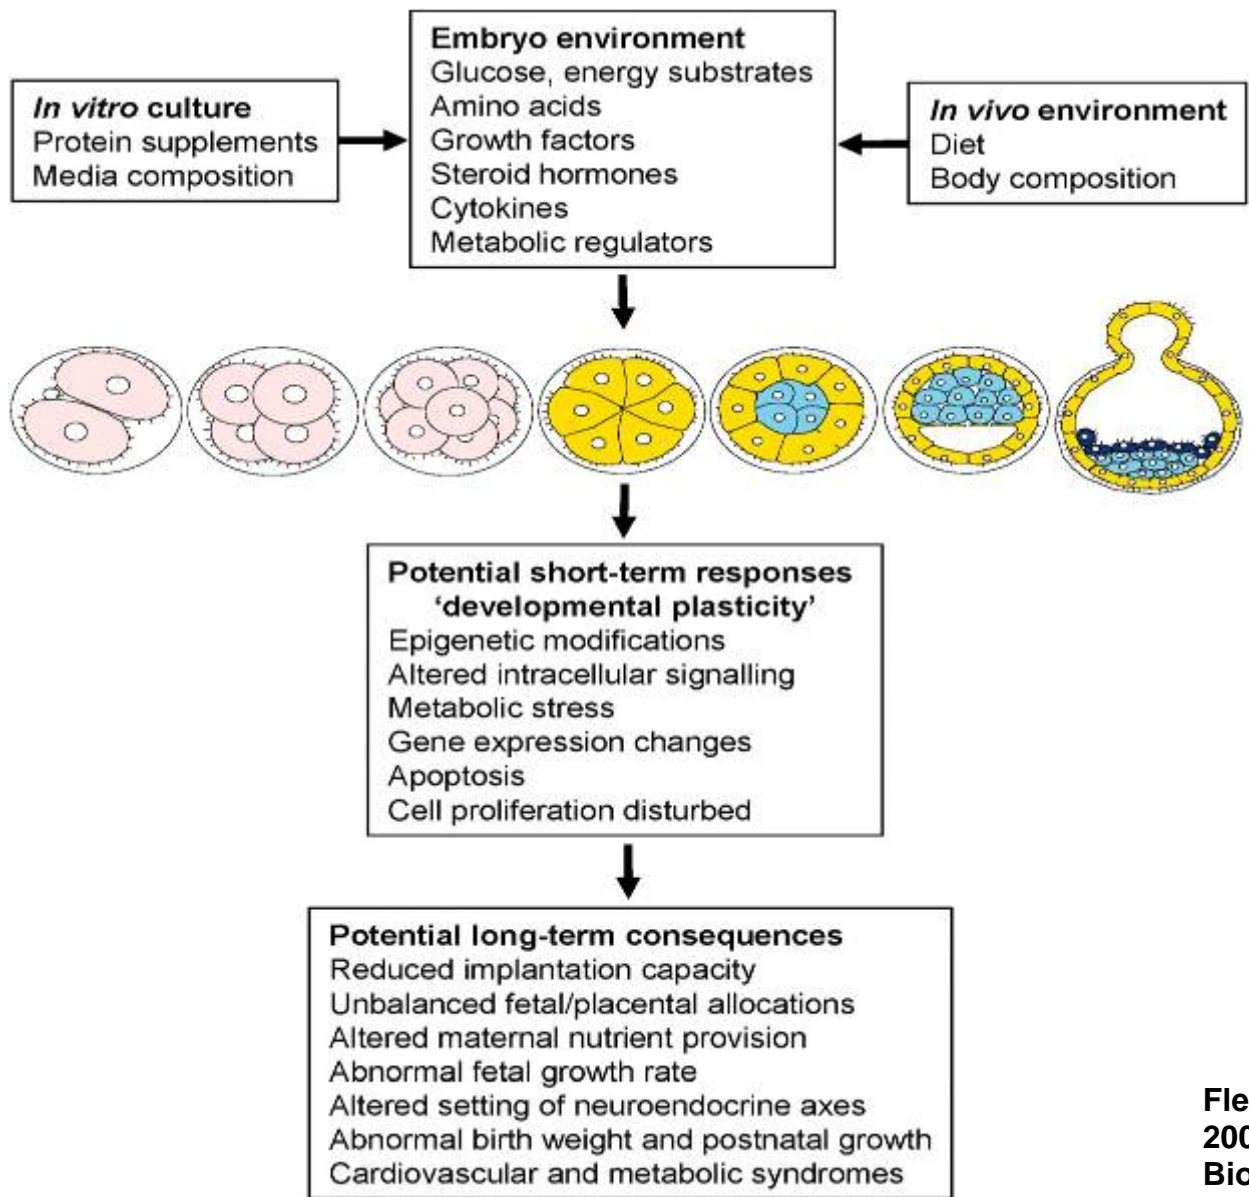 Embryo environment
Glucose, energy substrates
Amino acids
Growth factors
Steroid hormones
Cytokines
Metabolic regulators
In vitro culture
Protein supplements
Media composition
In vivo environment
Diet
Body composition
Potential short-term responses
‘developmental plasticity’
Epigenetic modifications
Altered intracellular signalling
Metabolic stress
Gene expression changes
Apoptosis
Cell proliferation disturbed
Potential long-term consequences
Reduced implantation capacity
Unbalanced fetal/placental allocations
Altered maternal nutrient provision
Abnormal fetal growth rate
Altered setting of neuroendocrine axes
Abnormal birth weight and postnatal growth
Cardiovascular and metabolic syndromes
Fle
200
Bio